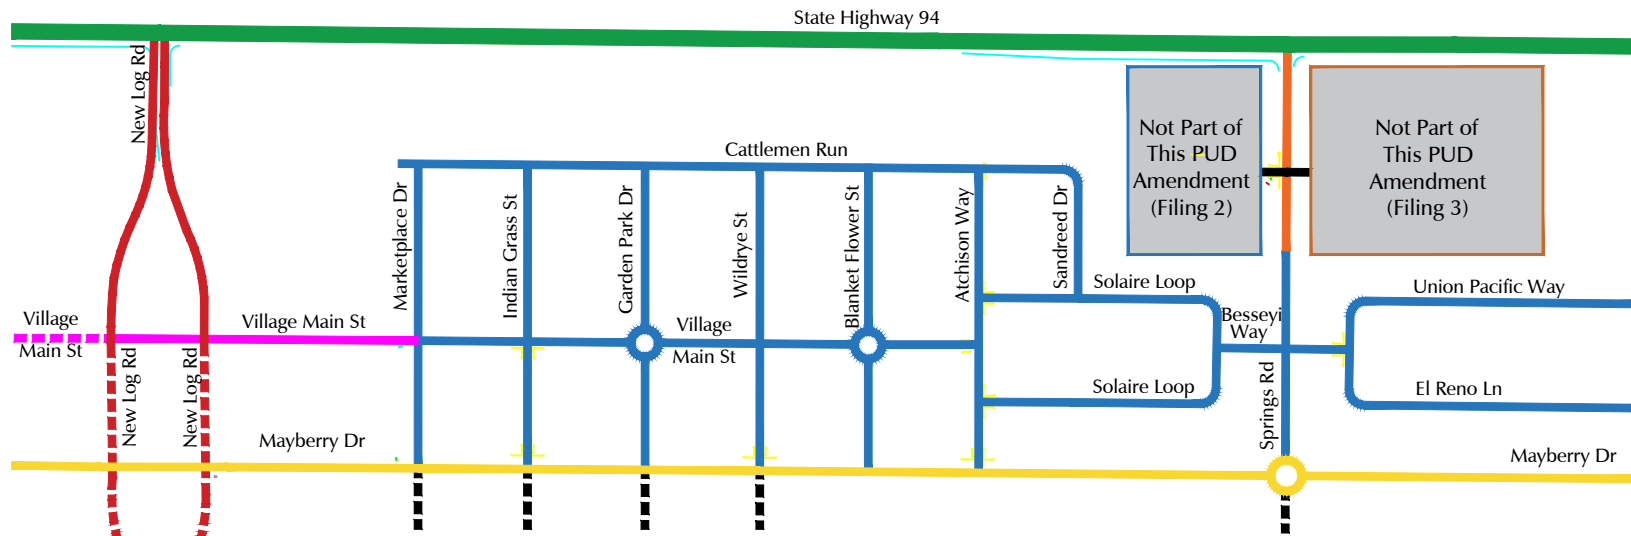 State Highway 94
New Log Rd
Not Part of
This PUD
Amendment
(Filing 2)
Not Part of
This PUD
Amendment
(Filing 3)
Cattlemen Run
Marketplace Dr
Indian Grass St
Garden Park Dr
Wildrye St
Blanket Flower St
Atchison Way
Sandreed Dr
Solaire Loop
Union Pacific Way
Village
Main St
Village Main St
Village
Main St
Besseyi
Way
New Log Rd
New Log Rd
Solaire Loop
Springs Rd
El Reno Ln
Mayberry Dr
Mayberry Dr